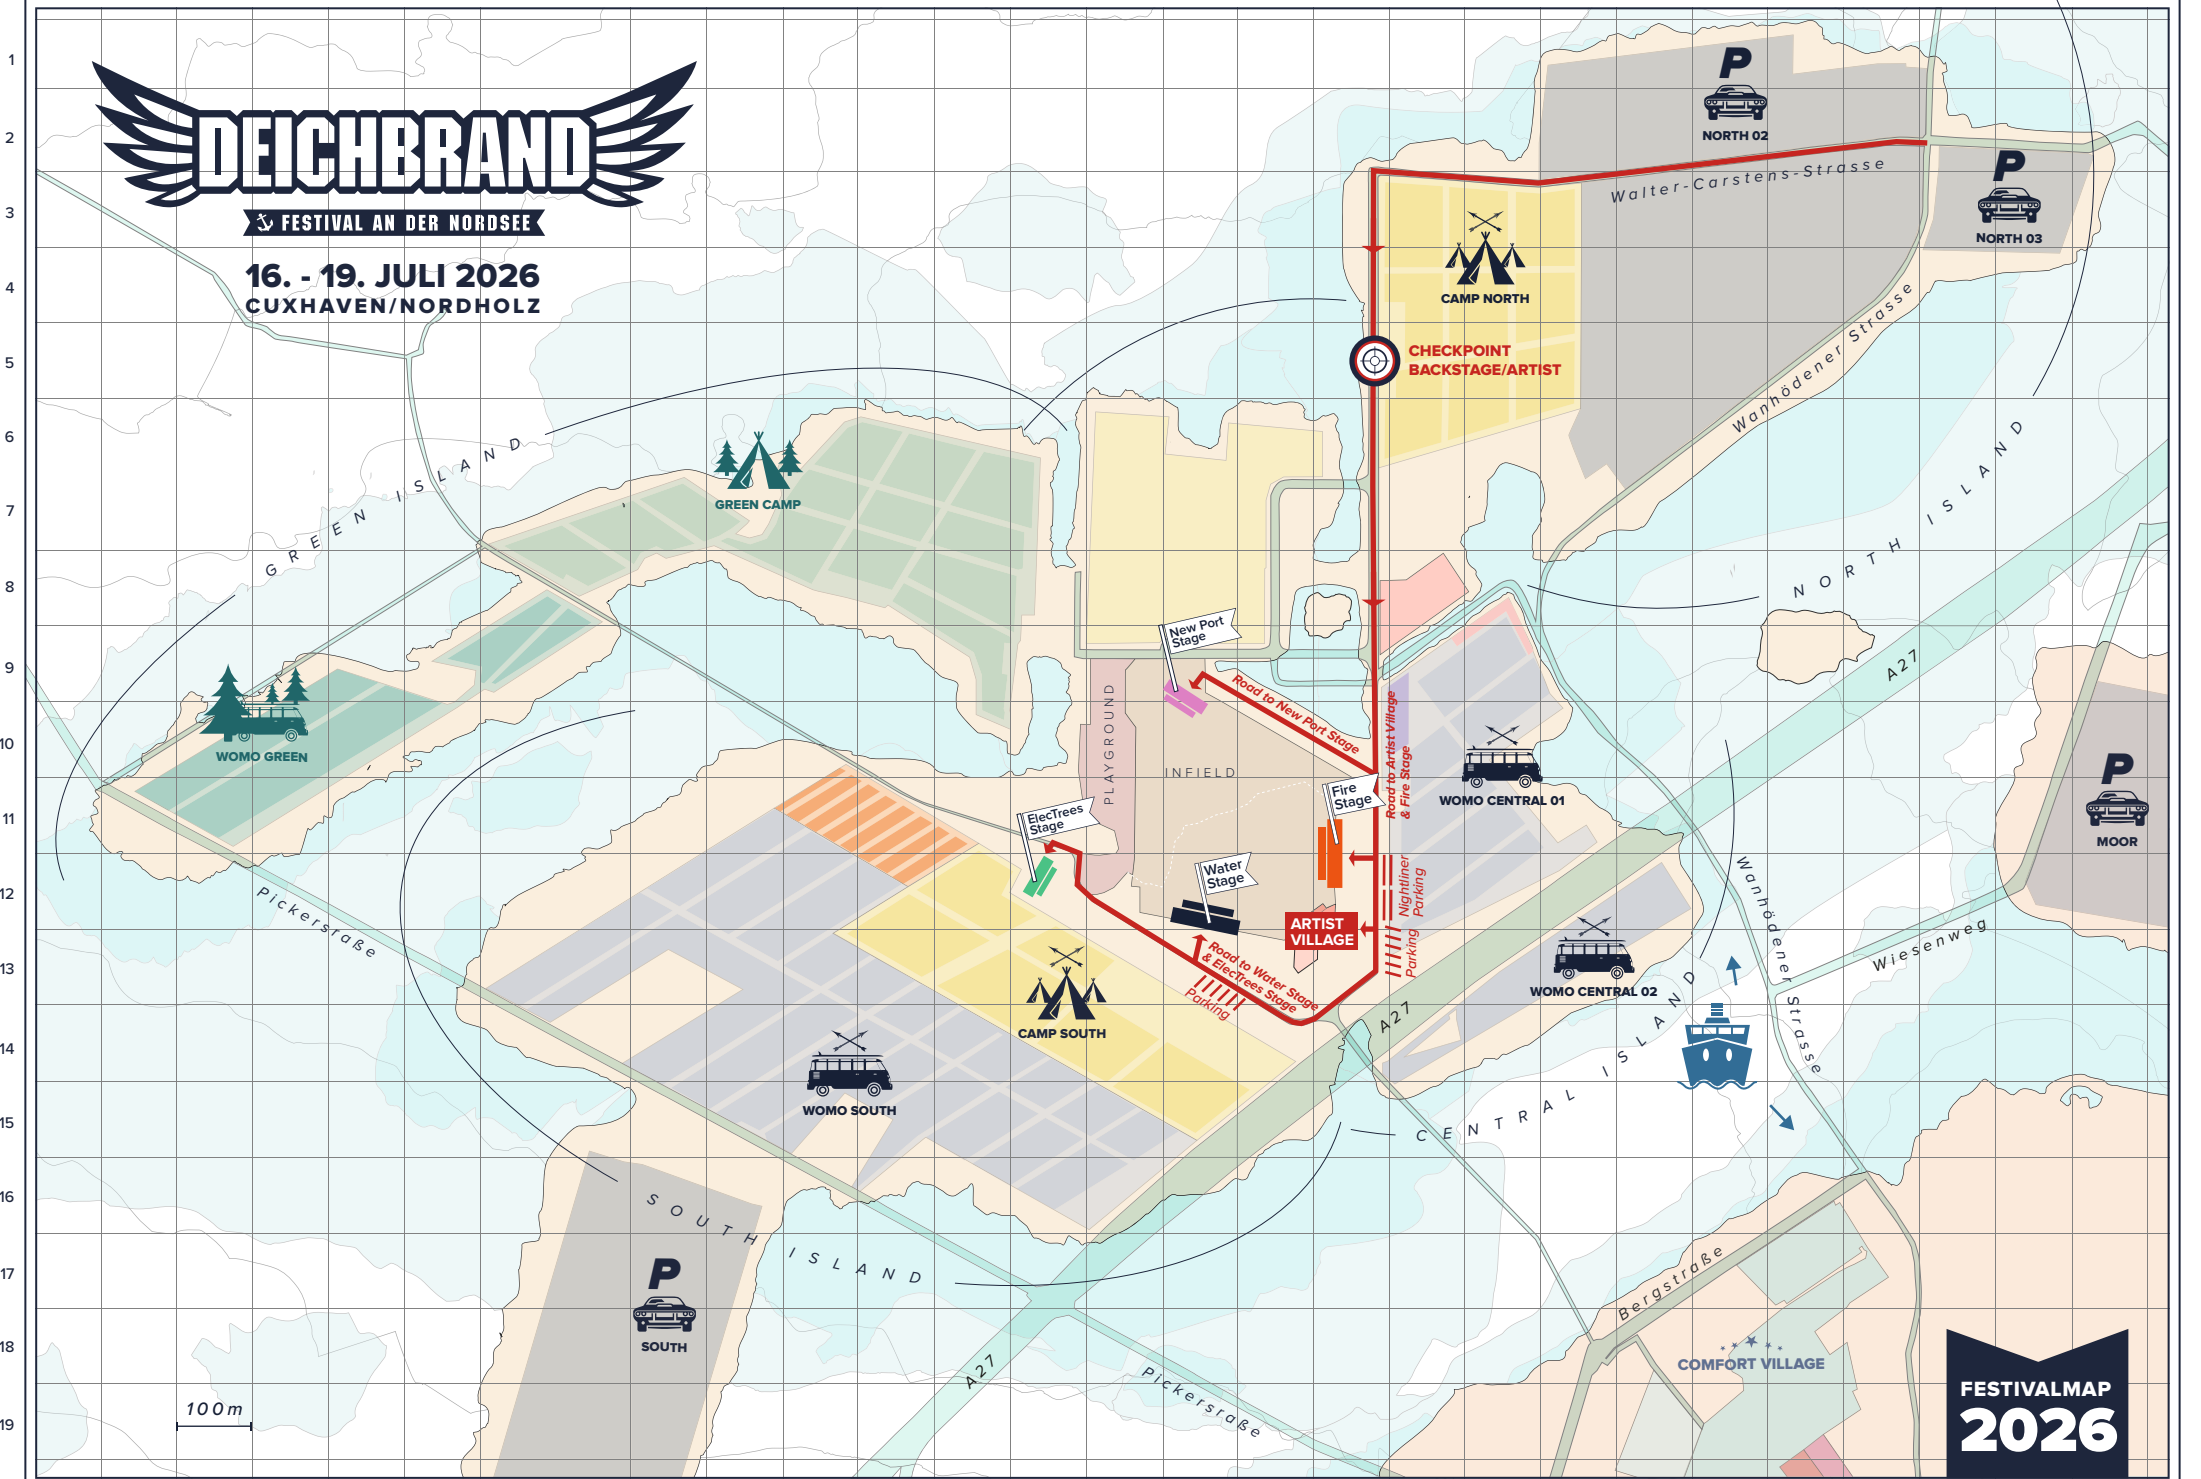 DEICHBRAND
FESTIVAL AN DER NORDSEE
16. - 19. JULI 2026
CUXHAVEN/NORDHOLZ
1
2
3
4
5
6
7
8
9
10
11
12
13
14
15
16
17
18
19
P
NORTH 02
P
NORTH 03
Walter-Carstens-Strasse
CAMP NORTH
CHECKPOINT
BACKSTAGE/ARTIST
Wanhödener Strasse
GREEN ISLAND
GREEN CAMP
NORTH ISLAND
New Port
Stage
A27
WOMO GREEN
PLAYGROUND
INFIELD
Road to New Port Stage
Road to Artist Village
& Fire Stage
WOMO CENTRAL 01
P
MOOR
ElecTrees
Stage
Fire
Stage
Water
Stage
Nightliner
Parking
ARTIST
VILLAGE
Parking
Pickerstraße
Road to Water Stage
& ElecTrees Stage
Parking
CAMP SOUTH
WOMO CENTRAL 02
Wanhödener Strasse
Wiesenweg
A27
WOMO SOUTH
CENTRAL ISLAND
SOUTH ISLAND
P
SOUTH
Bergstraße
COMFORT VILLAGE
A27
Pickersraße
100m
FESTIVALMAP
2026